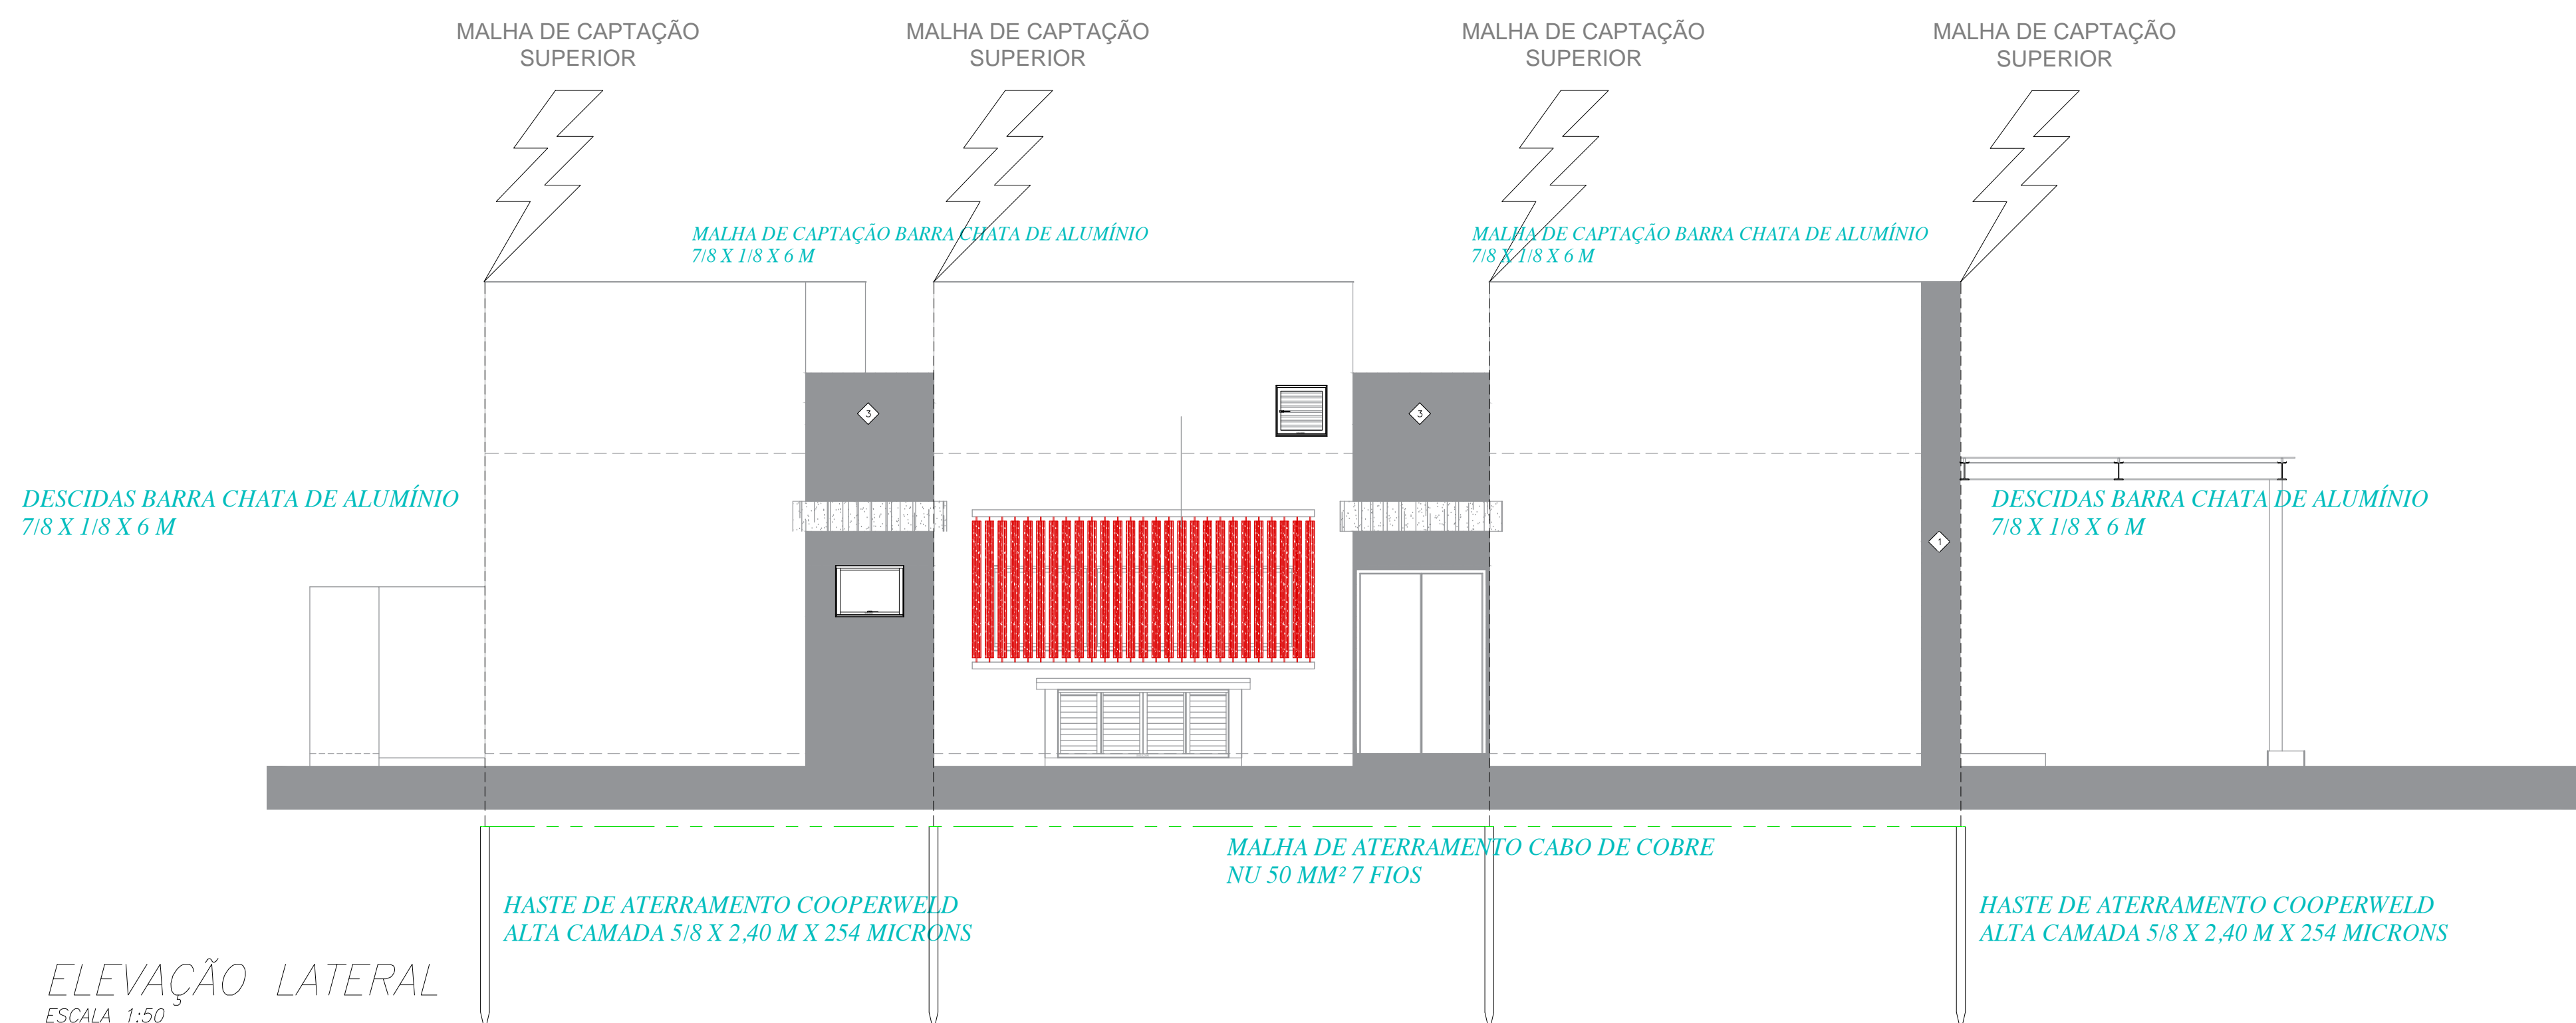 MALHA DE CAPTAÇÃO
SUPERIOR
MALHA DE CAPTAÇÃO
SUPERIOR
MALHA DE CAPTAÇÃO
SUPERIOR
MALHA DE CAPTAÇÃO
SUPERIOR
MALHA DE CAPTAÇÃO BARRA CHATA DE ALUMÍNIO
7/8 X 1/8 X 6 M
MALHA DE CAPTAÇÃO BARRA CHATA DE ALUMÍNIO
7/8 X 1/8 X 6 M
3
3
DESCIDAS BARRA CHATA DE ALUMÍNIO
7/8 X 1/8 X 6 M
DESCIDAS BARRA CHATA DE ALUMÍNIO
7/8 X 1/8 X 6 M
1
MALHA DE ATERRAMENTO CABO DE COBRE
NU 50 MM² 7 FIOS
HASTE DE ATERRAMENTO COOPERWELD
ALTA CAMADA 5/8 X 2,40 M X 254 MICRONS
HASTE DE ATERRAMENTO COOPERWELD
ALTA CAMADA 5/8 X 2,40 M X 254 MICRONS
ELEVAÇÃO LATERAL
ESCALA 1:50